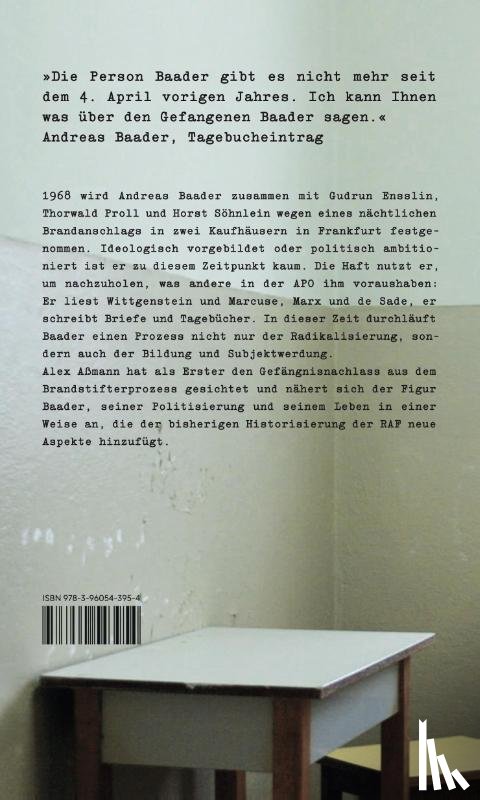 »Die Person Baader gibt es nicht mehr seit
dem 4. April vorigen Jahres. Ich kann Ihnen
was über den Gefangenen Baader sagen.«
Andreas Baader, Tagebucheintrag
1968 wird Andreas Baader zusammen mit Gudrun Ensslin,
Thorwald Proll und Horst Söhnlein wegen eines nächtlichen
Brandanschlags in zwei Kaufhäusern in Frankfurt festge-
nommen. Ideologisch vorgebildet oder politisch ambitio-
niert ist er zu diesem Zeitpunkt kaum. Die Haft nutzt er,
um nachzuholen, was andere in der APO ihm voraushaben:
Er liest Wittgenstein und Marcuse, Marx und de Sade, er
schreibt Briefe und Tagebücher. In dieser Zeit durchläuft
Baader einen Prozess nicht nur der Radikalisierung, son-
dern auch der Bildung und Subjektwerdung.
Alex Aßmann hat als Erster den Gefängnisnachlass aus dem
Brandstifterprozess gesichtet und nähert sich der Figur
Baader, seiner Politisierung und seinem Leben in einer
Weise an, die der bisherigen Historisierung der RAF neue
Aspekte hinzufügt.
ISBN 978-3-96054-395-4